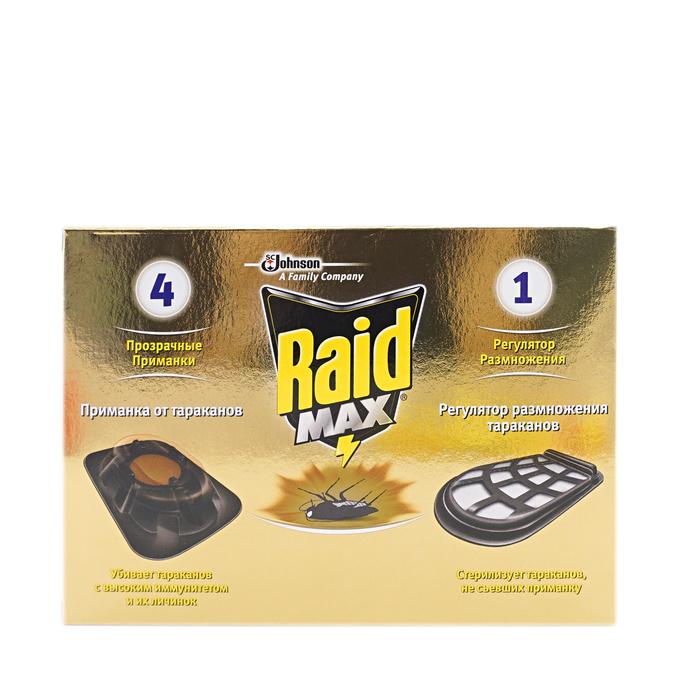 SC Johnson
A Family Company
4
Прозрачные
Приманки
Приманка от тараканов
Убивает тараканов
с высоким иммунитетом
и их личинок
Raid
MAX®
1
Регулятор
Размножения
Регулятор размножения
тараканов
Стерилизует тараканов,
не съевших приманку